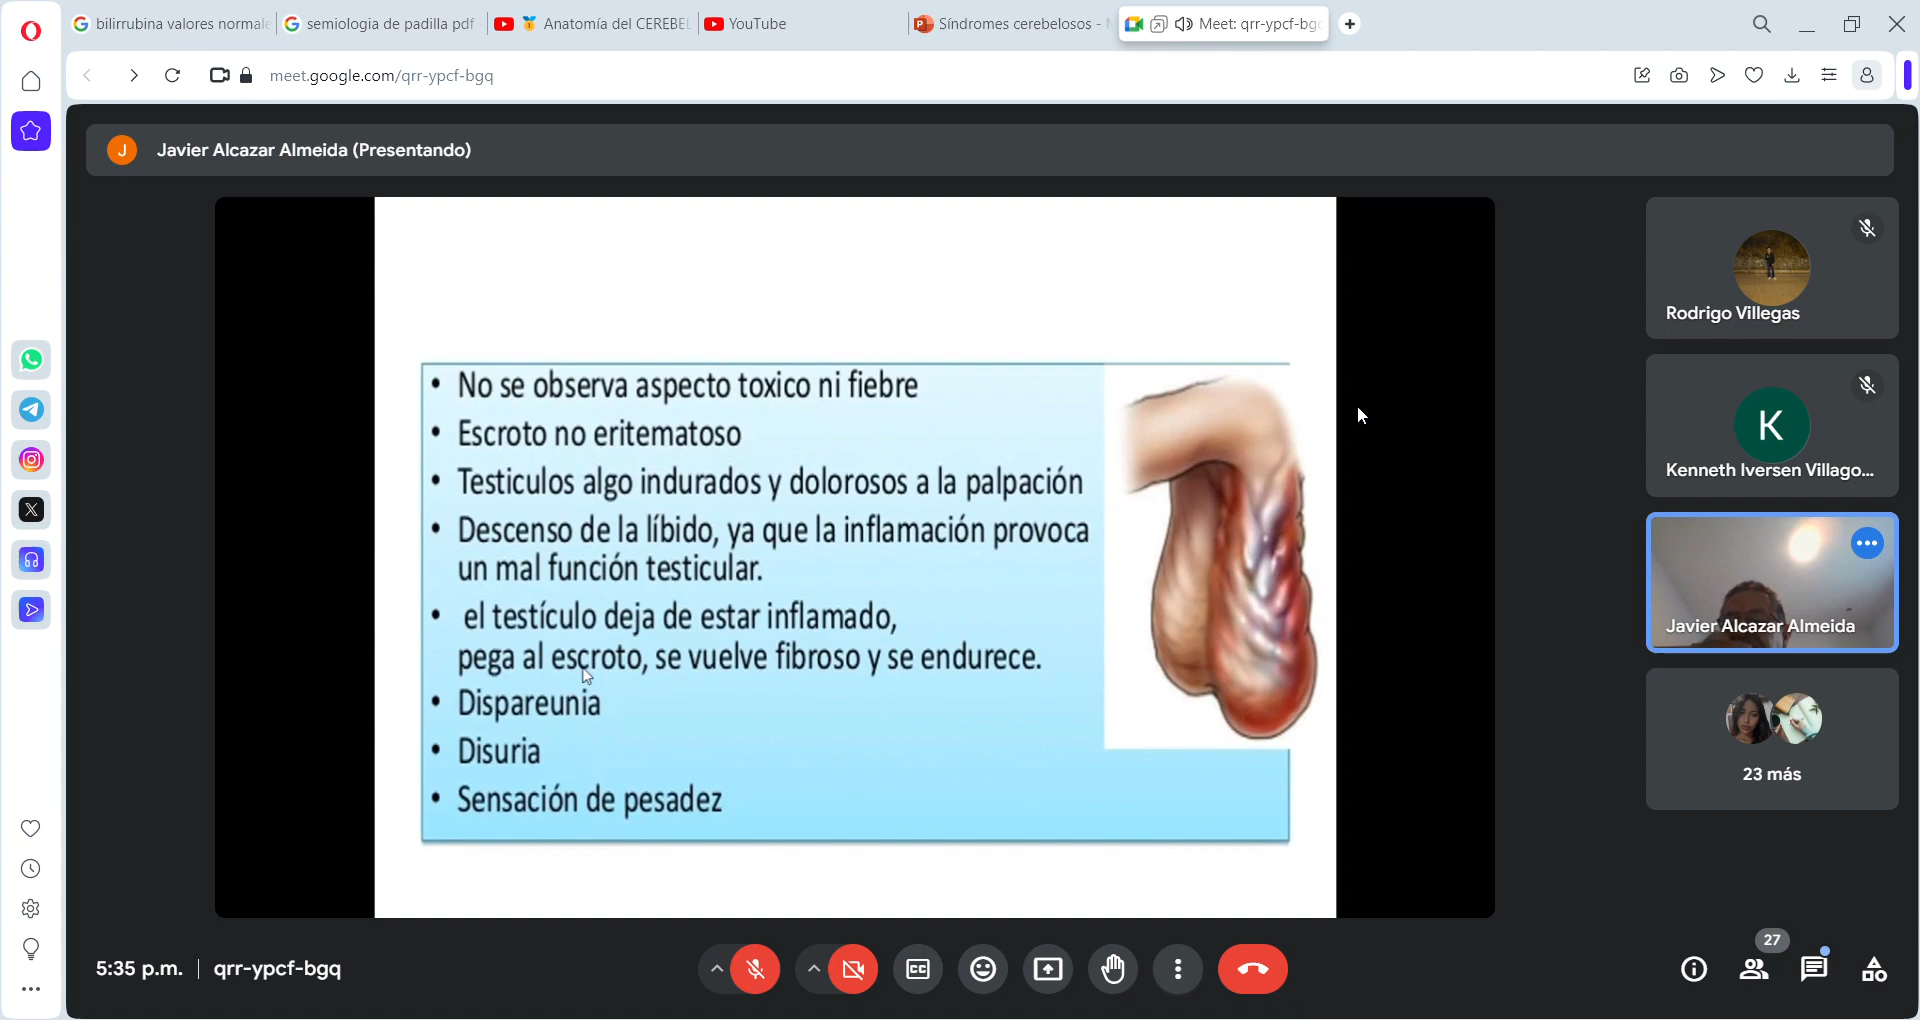 bilirrubina valores normale
semiologia de padilla pdf
Anatomía del CEREBEL
YouTube
Síndromes cerebelosos -
Meet: qrr-ypcf-bgq
meet.google.com/qrr-ypcf-bgq
J
Javier Alcazar Almeida (Presentando)
• No se observa aspecto toxico ni fiebre
• Escroto no eritematoso
• Testiculos algo indurados y dolorosos a la palpación
• Descenso de la líbido, ya que la inflamación provoca
un mal función testicular.
• el testículo deja de estar inflamado,
pega al escroto, se vuelve fibroso y se endurece.
• Dispareunia
• Disuria
• Sensación de pesadez
Rodrigo Villegas
K
Kenneth Iversen Villago...
Javier Alcazar Almeida
23 más
5:35 p.m. | qrr-ypcf-bgq
CC
27